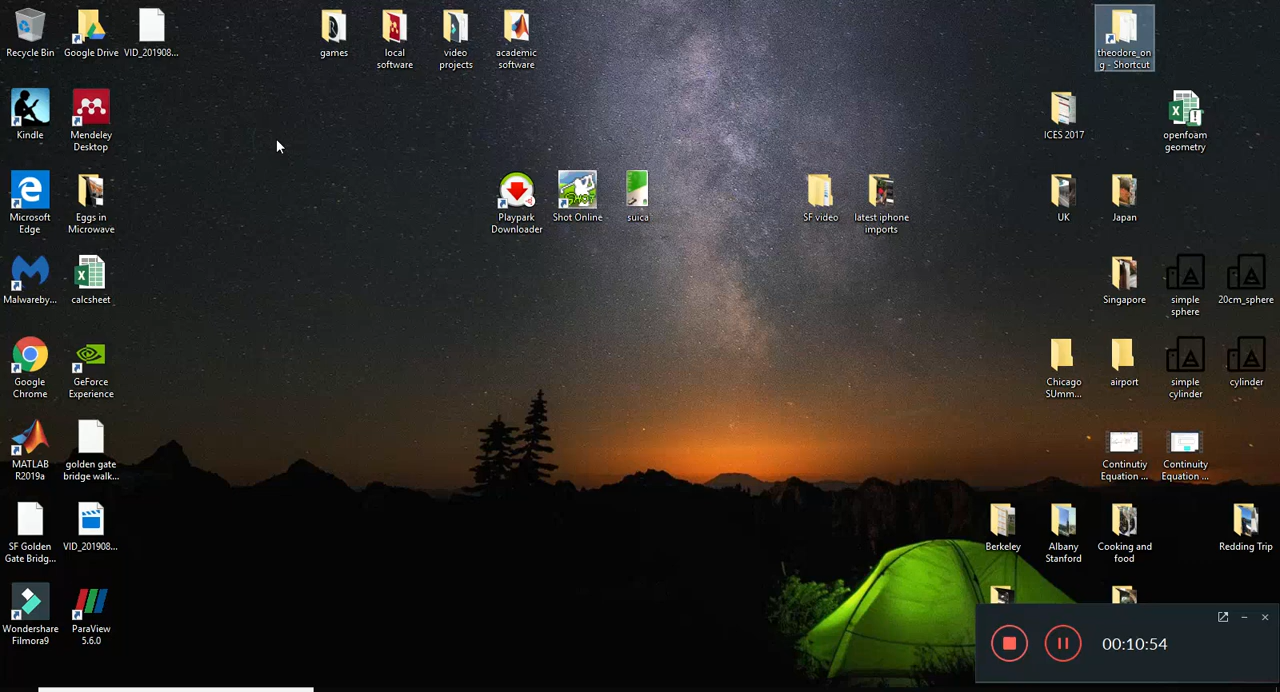 Recycle Bin
Google Drive
VID_201908...
games
local
software
video
projects
academic
software
theodore_on
g - Shortcut
Kindle
Mendeley
Desktop
ICES 2017
openfoam
geometry
Microsoft
Edge
Eggs in
Microwave
Playpark
Downloader
SHOT
Shot Online
suica
SF video
latest iphone
imports
UK
Japan
Malwareby...
calcsheet
Singapore
simple
sphere
20cm_sphere
Google
Chrome
GeForce
Experience
Chicago
SUmm...
airport
simple
cylinder
cylinder
MATLAB
R2019a
golden gate
bridge walk...
Continutiy
Equation ...
Continuity
Equation ...
SF Golden
Gate Bridg...
VID_201908...
Berkeley
Albany
Stanford
Cooking and
food
Redding Trip
Wondershare
Filmora9
ParaView
5.6.0
00:10:54